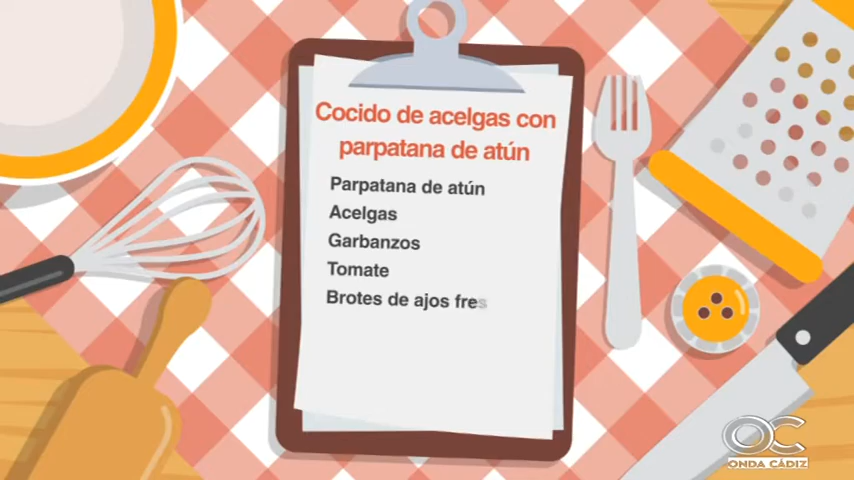 Cocido de acelgas con
parpatana de atún
Parpatana de atún
Acelgas
Garbanzos
Tomate
Brotes de ajos fres
OC
ONDA CÁDIZ